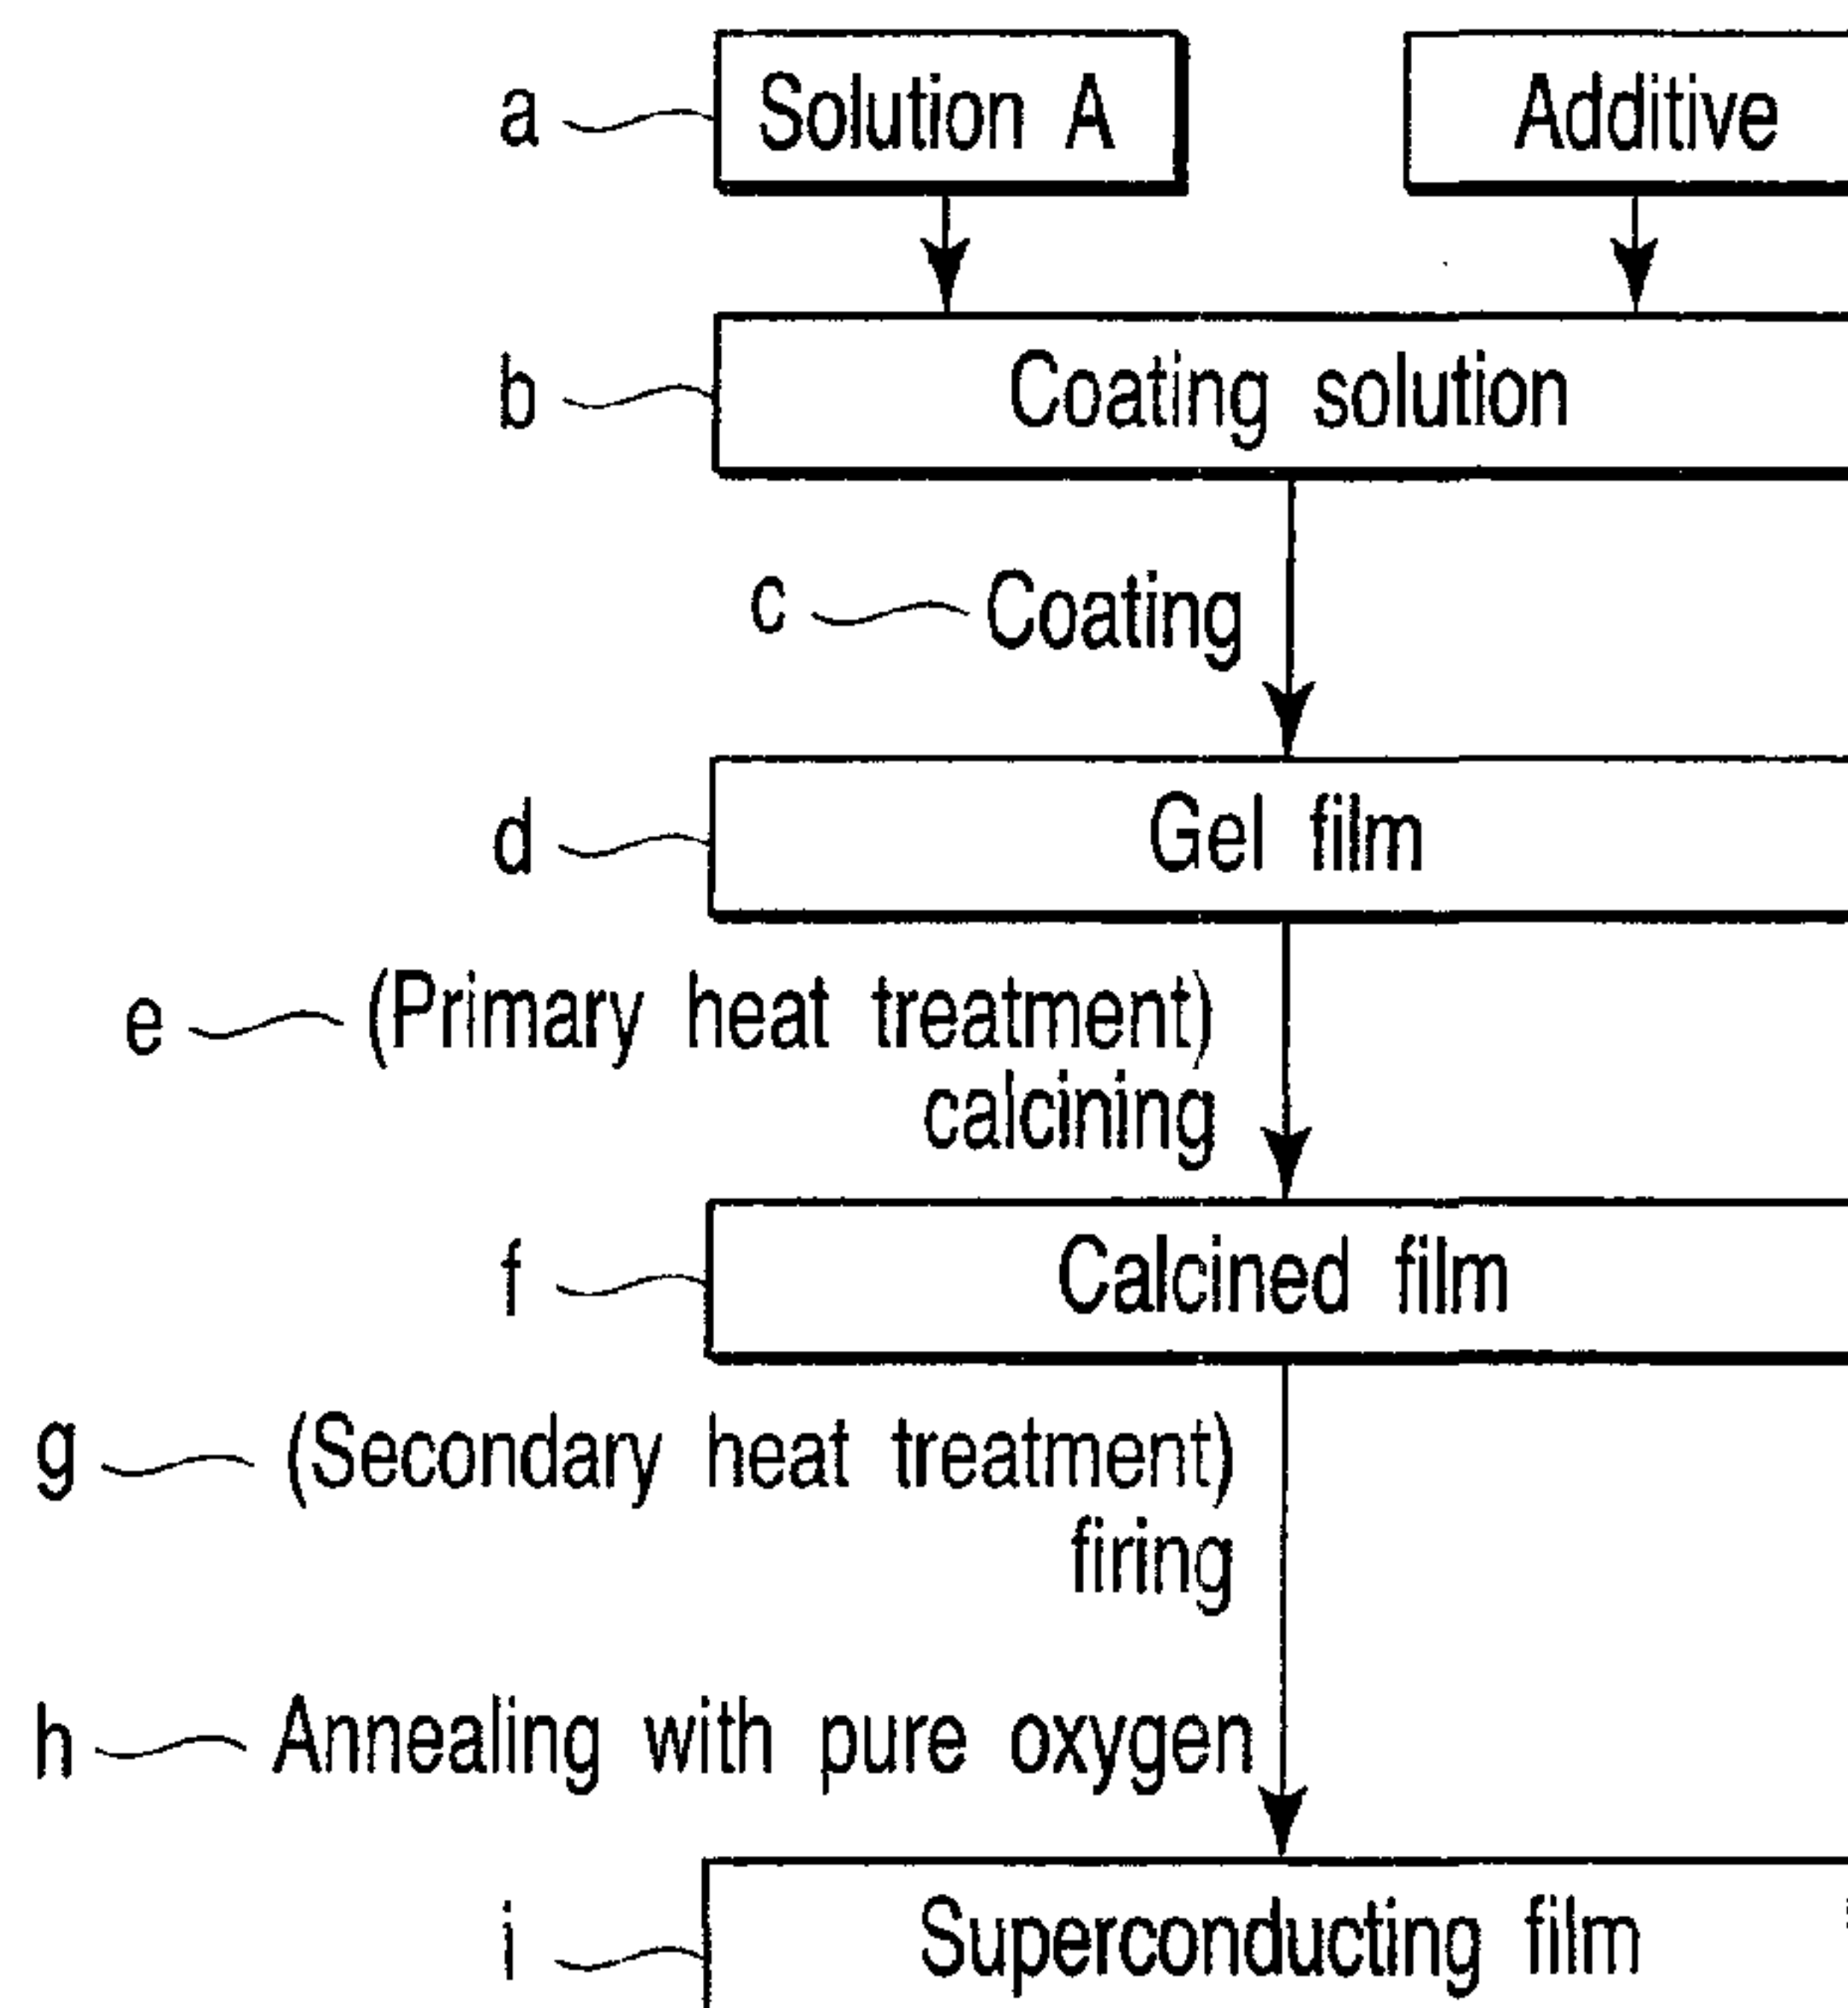 a Solution A Additive
b Coating solution
c Coating
d Gel film
e (Primary heat treatment)
calcining
f Calcined film
g (Secondary heat treatment)
firing
h Annealing with pure oxygen
i Superconducting film